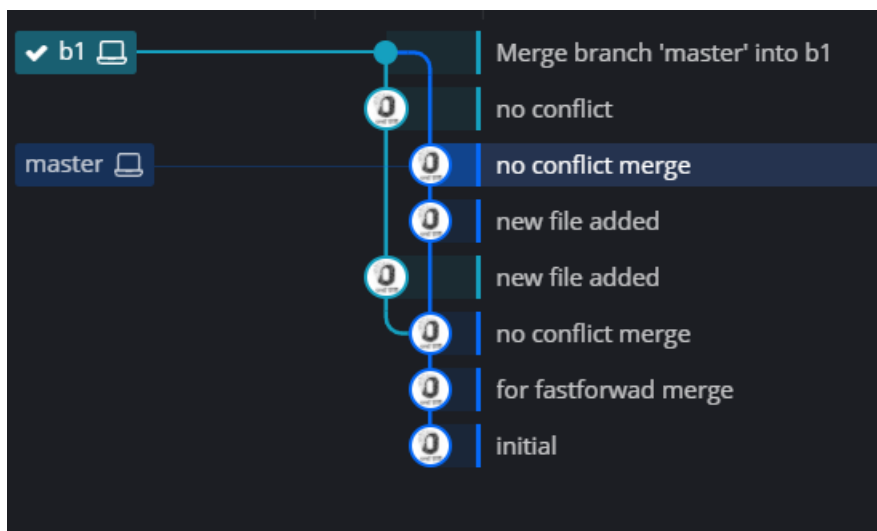 b1
Merge branch 'master' into b1
no conflict
master
no conflict merge
new file added
new file added
no conflict merge
for fastforwad merge
initial